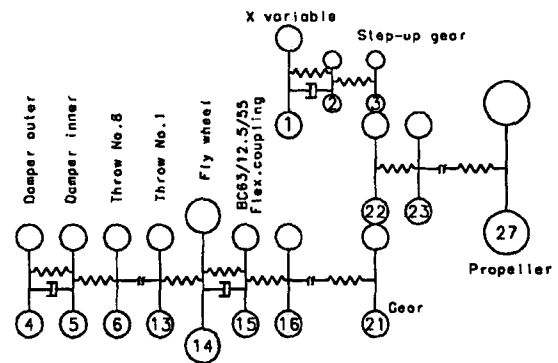 X variable
Step-up gear
1
2
3
Damper outer
Damper inner
Throw No.8
Throw No.1
Fly wheel
BC63/12.5/55
Flex.coupling
22
23
27
Propeller
4
5
6
13
14
15
16
21
Gear